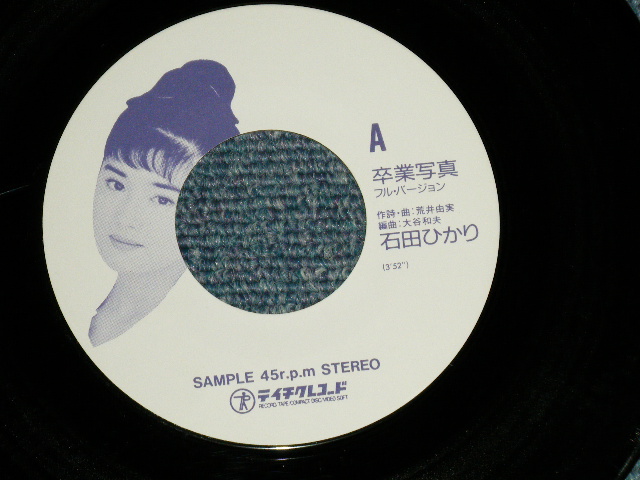 A
卒業写真
フル・バージョン
作詩・曲:荒井由実
編曲:大谷和夫
石田ひかり
(3'52")
SAMPLE 45r.p.m STEREO
テイチクレコード
RECORD TAPE COMPACT DISC VIDEO SOFT